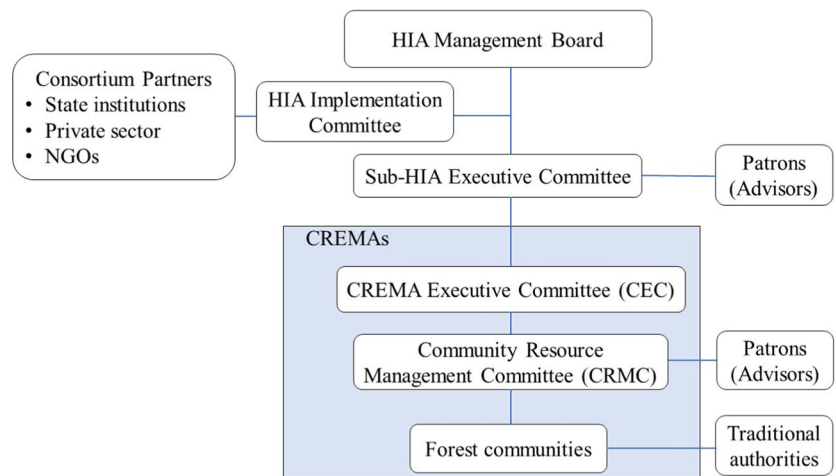 HIA Management Board
Consortium Partners
• State institutions
• Private sector
• NGOs
HIA Implementation
Committee
Sub-HIA Executive Committee
Patrons
(Advisors)
CREMAs
CREMA Executive Committee (CEC)
Community Resource
Management Committee (CRMC)
Patrons
(Advisors)
Forest communities
Traditional
authorities